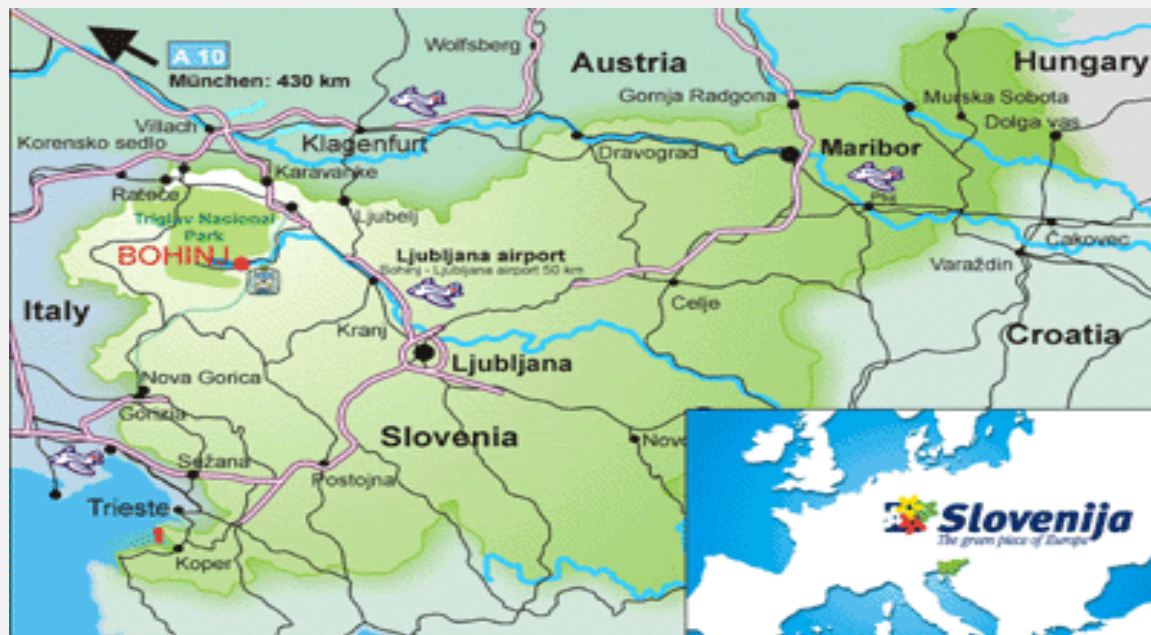 A 10
München: 430 km
Wolfsberg
Austria
Hungary
Gornja Radgona
Murska Sobota
Dolga vas
Villach
Korensko sedlo
Klagenfurt
Dravograd
Maribor
Karavanke
Rateče
Ljubelj
Triglav Nasional
Park
BOHINJ
Ljubljana airport
Bohinj - Ljubljana airport 50 km
Čakovec
Varaždin
Italy
Kranj
Celje
Croatia
Ljubljana
Nova Gorica
Gorizia
Slovenia
Novo
Sežana
Postojna
Trieste
Koper
Slovenija
The green piece of Europe